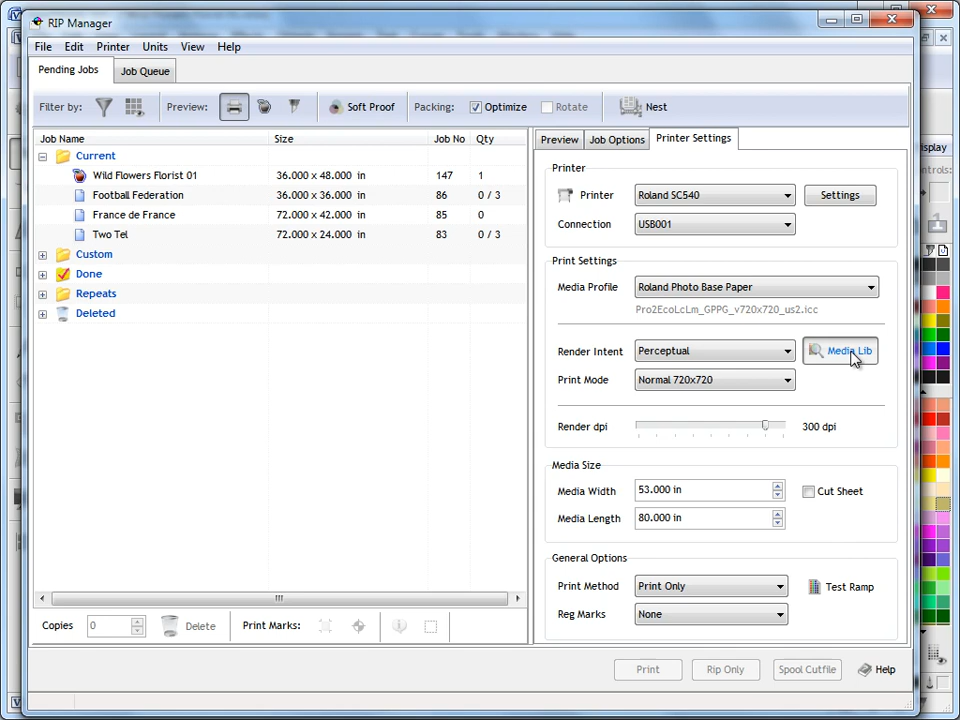 RIP Manager
File Edit Printer Units View Help
Pending Jobs Job Queue
Filter by: Preview: Soft Proof Packing: Optimize Rotate Nest
Job Name Size Job No Qty
Current
Wild Flowers Florist 01 36.000 x 48.000 in 147 1
Football Federation 36.000 x 36.000 in 86 0 / 3
France de France 72.000 x 42.000 in 85 0
Two Tel 72.000 x 24.000 in 83 0 / 3
Custom
Done
Repeats
Deleted
Copies 0 Delete Print Marks:
Preview Job Options Printer Settings
Printer
Printer Roland SC540 Settings
Connection USB001
Print Settings
Media Profile Roland Photo Base Paper
Pro2EcoLcLm_GPPG_v720x720_us2.icc
Render Intent Perceptual Media Lib
Print Mode Normal 720x720
Render dpi 300 dpi
Media Size
Media Width 53.000 in Cut Sheet
Media Length 80.000 in
General Options
Print Method Print Only Test Ramp
Reg Marks None
Print Rip Only Spool Cutfile Help